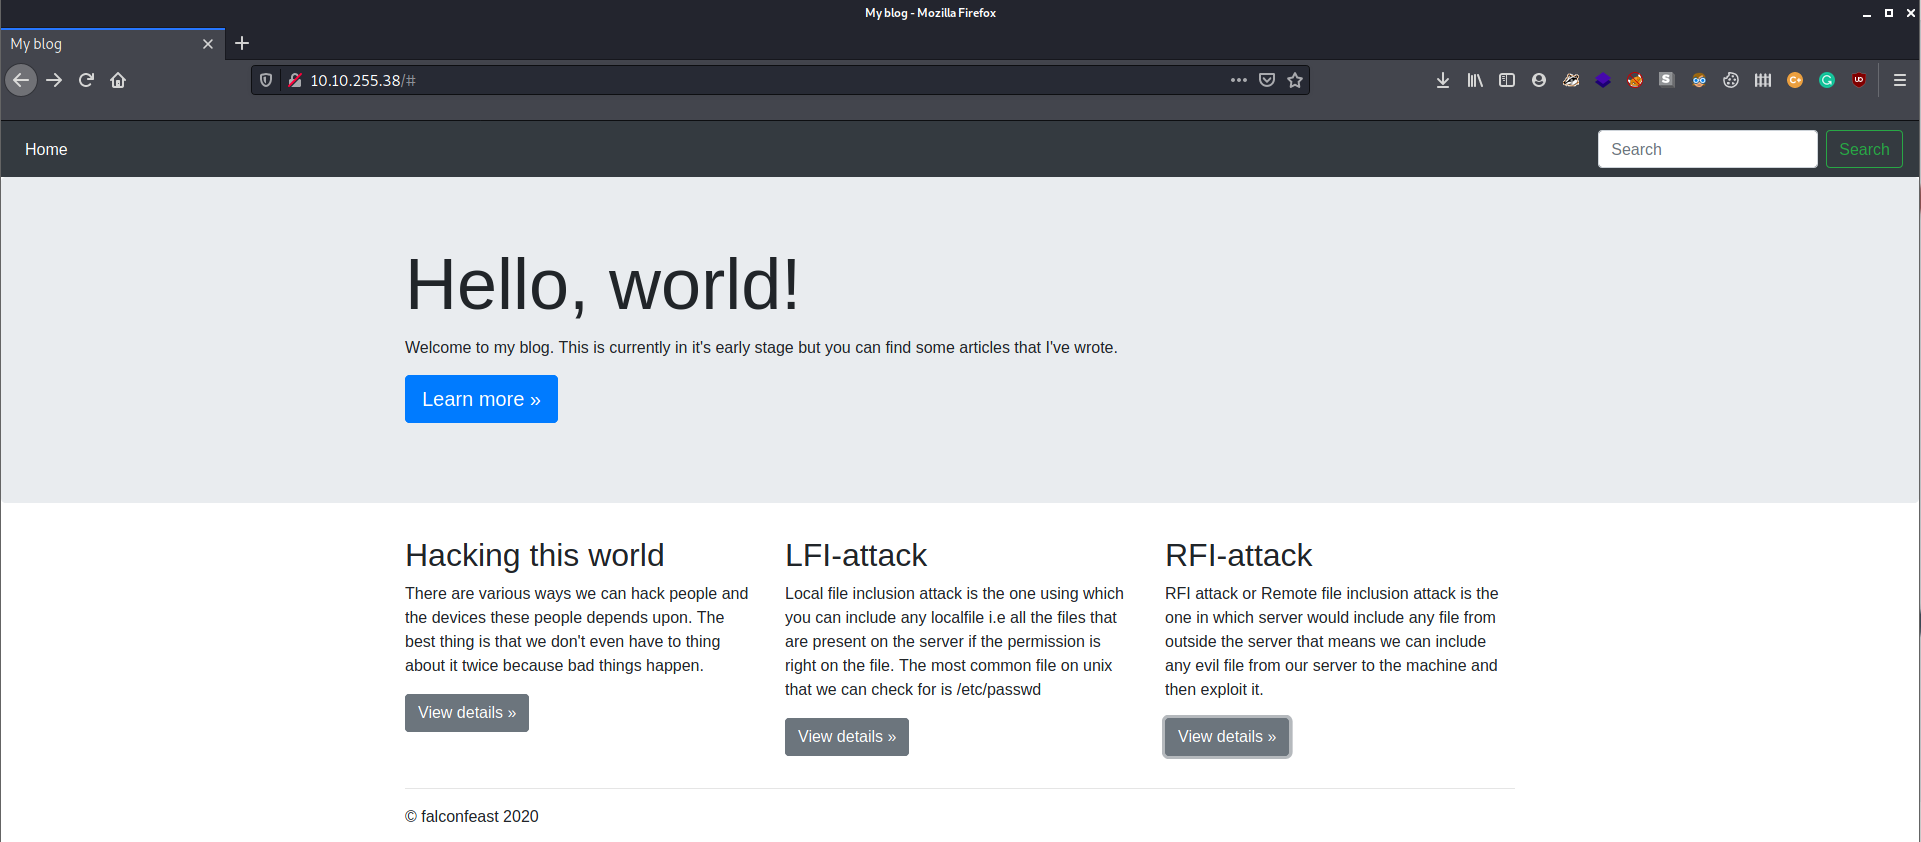 My blog - Mozilla Firefox
My blog
10.10.255.38/#
Home
Search
Search
Hello, world!
Welcome to my blog. This is currently in it's early stage but you can find some articles that I've wrote.
Learn more »
Hacking this world
There are various ways we can hack people and
the devices these people depends upon. The
best thing is that we don't even have to thing
about it twice because bad things happen.
View details »
LFI-attack
Local file inclusion attack is the one using which
you can include any localfile i.e all the files that
are present on the server if the permission is
right on the file. The most common file on unix
that we can check for is /etc/passwd
View details »
RFI-attack
RFI attack or Remote file inclusion attack is the
one in which server would include any file from
outside the server that means we can include
any evil file from our server to the machine and
then exploit it.
View details »
© falconfeast 2020